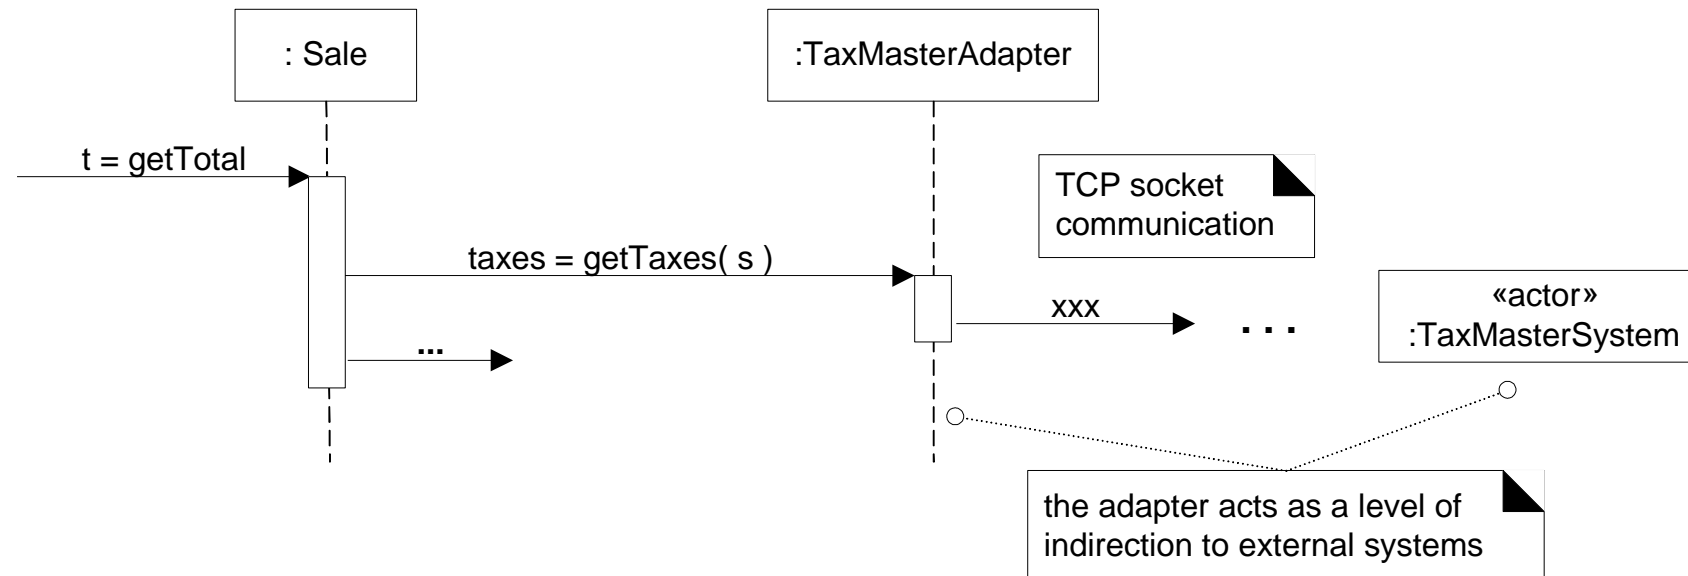 : Sale
:TaxMasterAdapter
t = getTotal
TCP socket
communication
taxes = getTaxes( s )
xxx
. . .
«actor»
:TaxMasterSystem
...
the adapter acts as a level of
indirection to external systems